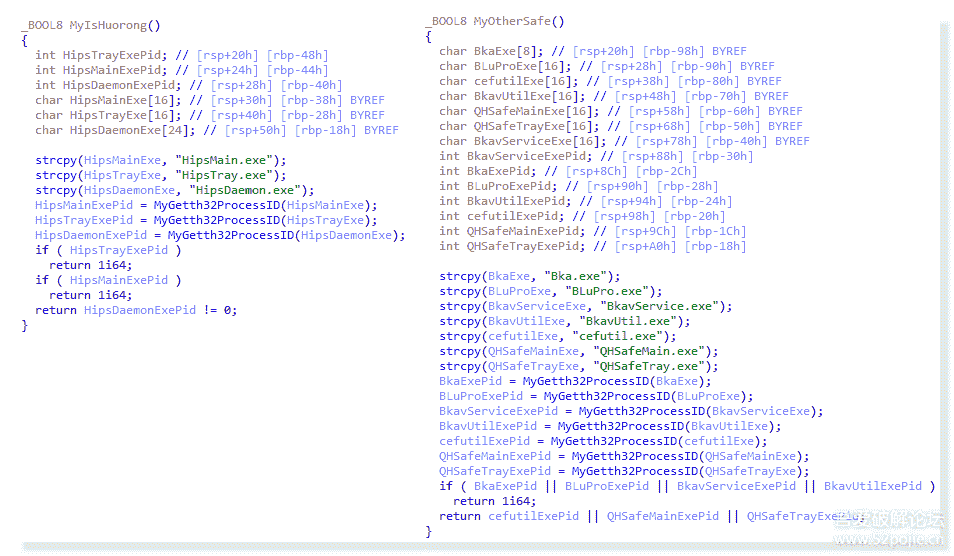 _BOOL8 MyIsHuorong()
{
int HipsTrayExePid; // [rsp+20h] [rbp-48h]
int HipsMainExePid; // [rsp+24h] [rbp-44h]
int HipsDaemonExePid; // [rsp+28h] [rbp-40h]
char HipsMainExe[16]; // [rsp+30h] [rbp-38h] BYREF
char HipsTrayExe[16]; // [rsp+40h] [rbp-28h] BYREF
char HipsDaemonExe[24]; // [rsp+50h] [rbp-18h] BYREF
strcpy(HipsMainExe, "HipsMain.exe");
strcpy(HipsTrayExe, "HipsTray.exe");
strcpy(HipsDaemonExe, "HipsDaemon.exe");
HipsMainExePid = MyGetth32ProcessID(HipsMainExe);
HipsTrayExePid = MyGetth32ProcessID(HipsTrayExe);
HipsDaemonExePid = MyGetth32ProcessID(HipsDaemonExe);
if ( HipsTrayExePid )
return 1i64;
if ( HipsMainExePid )
return 1i64;
return HipsDaemonExePid != 0;
}
_BOOL8 MyOtherSafe()
{
char BkaExe[8]; // [rsp+20h] [rbp-98h] BYREF
char BLuProExe[16]; // [rsp+28h] [rbp-90h] BYREF
char cefutilExe[16]; // [rsp+38h] [rbp-80h] BYREF
char BkavUtilExe[16]; // [rsp+48h] [rbp-70h] BYREF
char QHSafeMainExe[16]; // [rsp+58h] [rbp-60h] BYREF
char QHSafeTrayExe[16]; // [rsp+68h] [rbp-50h] BYREF
char BkavServiceExe[16]; // [rsp+78h] [rbp-40h] BYREF
int BkavServiceExePid; // [rsp+88h] [rbp-30h]
int BkaExePid; // [rsp+8Ch] [rbp-2Ch]
int BLuProExePid; // [rsp+90h] [rbp-28h]
int BkavUtilExePid; // [rsp+94h] [rbp-24h]
int cefutilExePid; // [rsp+98h] [rbp-20h]
int QHSafeMainExePid; // [rsp+9Ch] [rbp-1Ch]
int QHSafeTrayExePid; // [rsp+A0h] [rbp-18h]
strcpy(BkaExe, "Bka.exe");
strcpy(BLuProExe, "BLuPro.exe");
strcpy(BkavServiceExe, "BkavService.exe");
strcpy(BkavUtilExe, "BkavUtil.exe");
strcpy(cefutilExe, "cefutil.exe");
strcpy(QHSafeMainExe, "QHSafeMain.exe");
strcpy(QHSafeTrayExe, "QHSafeTray.exe");
BkaExePid = MyGetth32ProcessID(BkaExe);
BLuProExePid = MyGetth32ProcessID(BLuProExe);
BkavServiceExePid = MyGetth32ProcessID(BkavServiceExe);
BkavUtilExePid = MyGetth32ProcessID(BkavUtilExe);
cefutilExePid = MyGetth32ProcessID(cefutilExe);
QHSafeMainExePid = MyGetth32ProcessID(QHSafeMainExe);
QHSafeTrayExePid = MyGetth32ProcessID(QHSafeTrayExe);
if ( BkaExePid || BLuProExePid || BkavServiceExePid || BkavUtilExePid )
return 1i64;
return cefutilExePid || QHSafeMainExePid || QHSafeTrayExePid;
}
吾爱破解论坛
www.52pojie.cn